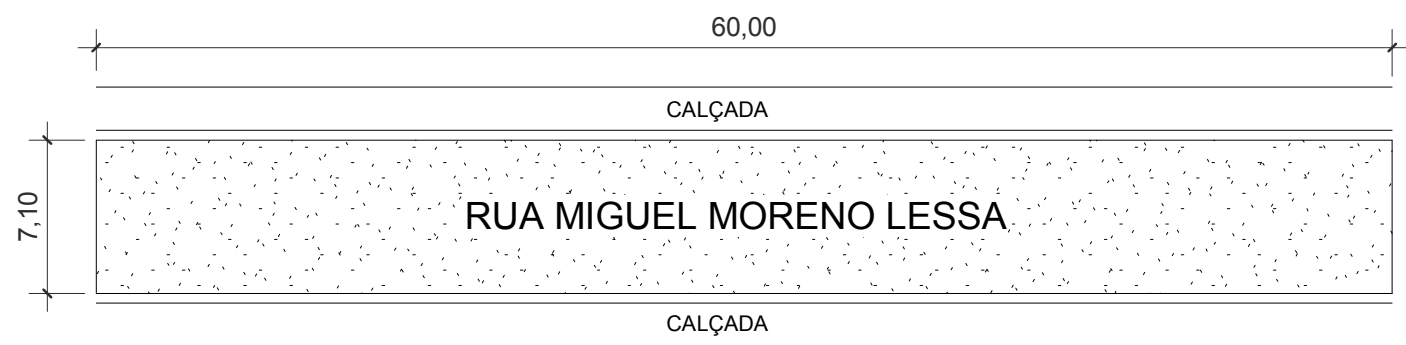 60,00
CALÇADA
7,10
RUA MIGUEL MORENO LESSA
CALÇADA